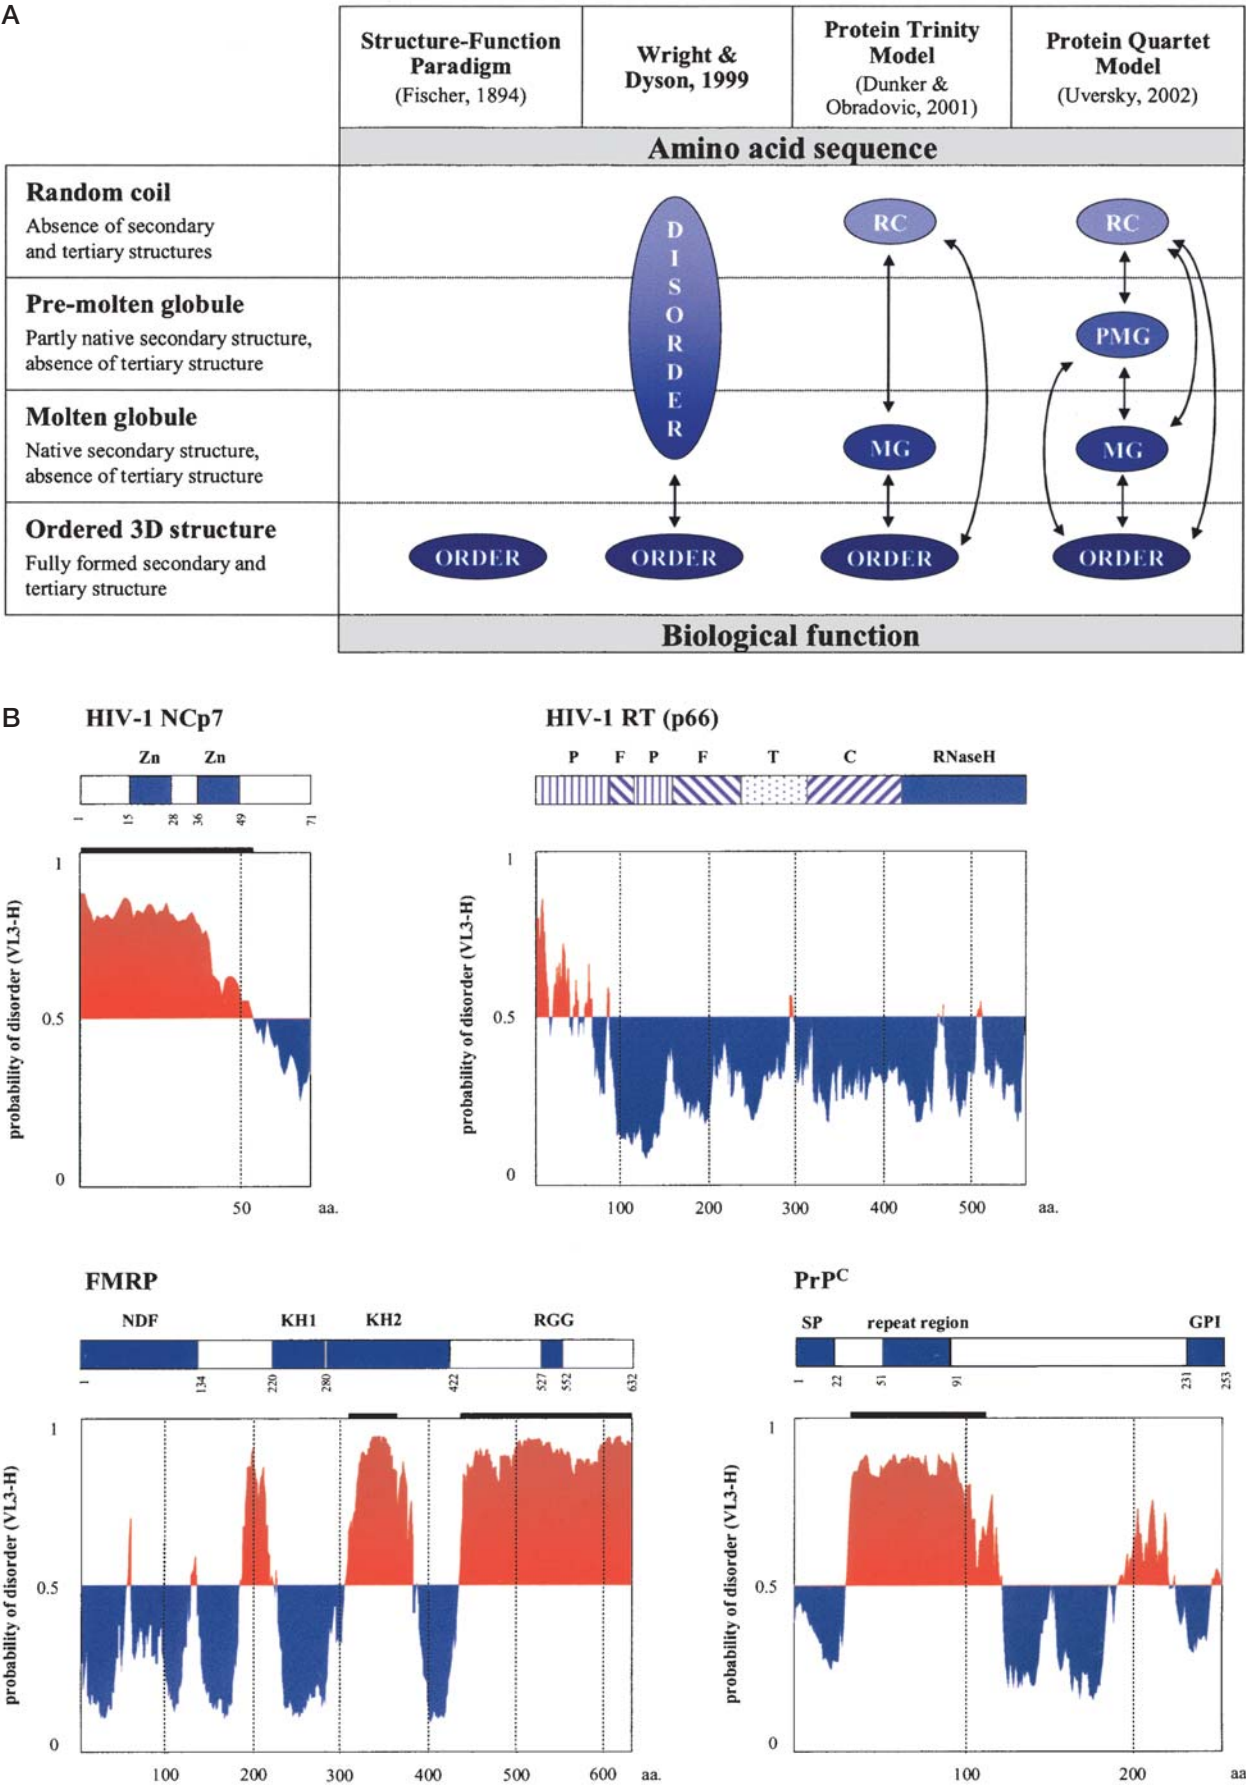 A
Structure-Function
Paradigm
(Fischer, 1894)
Wright &
Dyson, 1999
Protein Trinity
Model
(Dunker &
Obradovic, 2001)
Protein Quartet
Model
(Uversky, 2002)
Amino acid sequence
Random coil
Absence of secondary
and tertiary structures
DISORDER
RC
RC
Pre-molten globule
Partly native secondary structure,
absence of tertiary structure
PMG
Molten globule
Native secondary structure,
absence of tertiary structure
MG
MG
Ordered 3D structure
Fully formed secondary and
tertiary structure
ORDER
ORDER
ORDER
ORDER
Biological function
B
HIV-1 NCp7
Zn
Zn
1
15
28
36
49
71
probability of disorder (VL3-H)
1
0.5
0
50
aa.
HIV-1 RT (p66)
P
F
P
F
T
C
RNaseH
probability of disorder (VL3-H)
1
0.5
0
100
200
300
400
500
aa.
FMRP
NDF
KH1
KH2
RGG
1
134
220
280
422
527
552
632
probability of disorder (VL3-H)
1
0.5
0
100
200
300
400
500
600
aa.
PrPC
SP
repeat region
GPI
1
22
51
91
231
253
probability of disorder (VL3-H)
1
0.5
0
100
200
aa